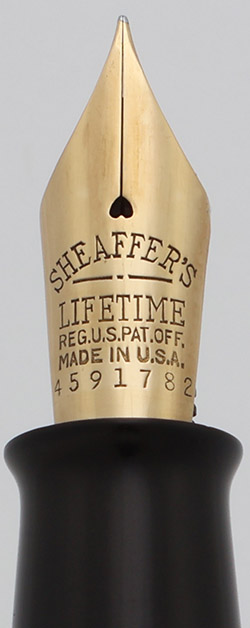 SHEAFFER'S
LIFETIME
REG.U.S.PAT.OFF.
MADE IN U.S.A.
4591782